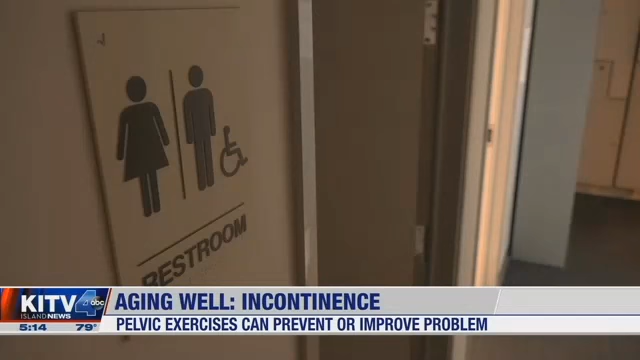 RESTROOM
KITV 4 abc
ISLAND NEWS
5:14 79°
AGING WELL: INCONTINENCE
PELVIC EXERCISES CAN PREVENT OR IMPROVE PROBLEM